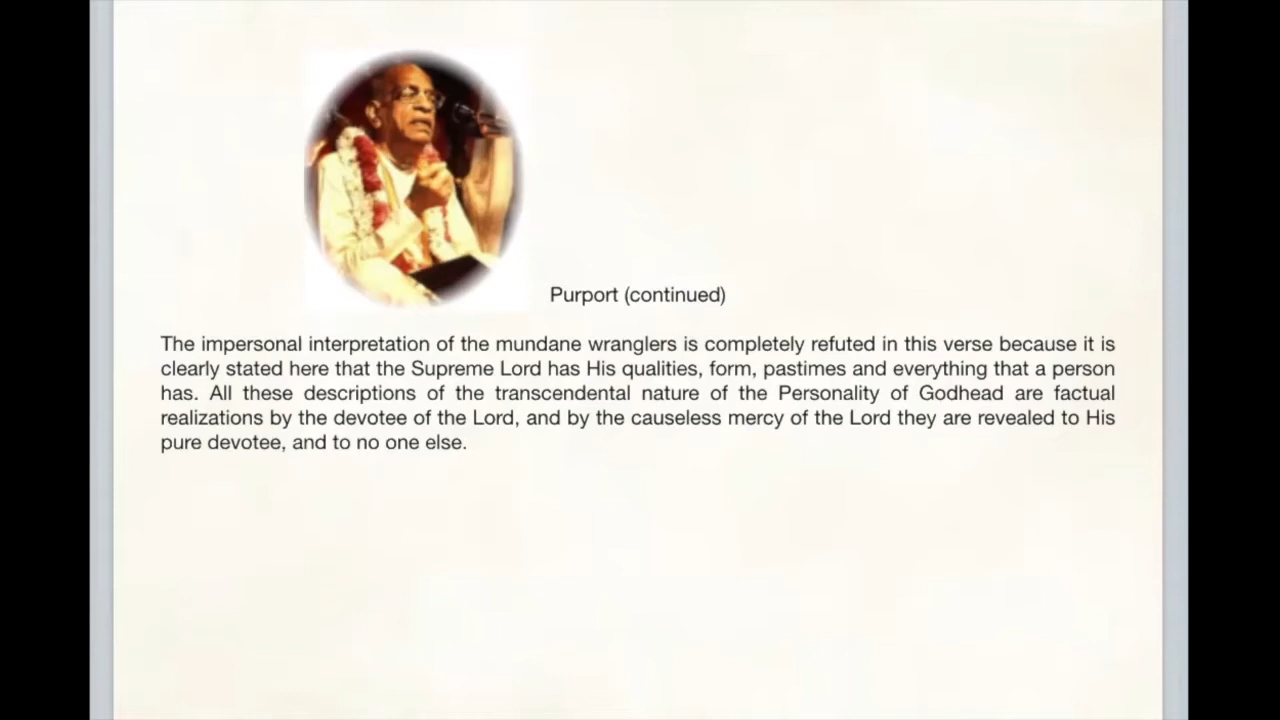 Purport (continued)
The impersonal interpretation of the mundane wranglers is completely refuted in this verse because it is
clearly stated here that the Supreme Lord has His qualities, form, pastimes and everything that a person
has. All these descriptions of the transcendental nature of the Personality of Godhead are factual
realizations by the devotee of the Lord, and by the causeless mercy of the Lord they are revealed to His
pure devotee, and to no one else.